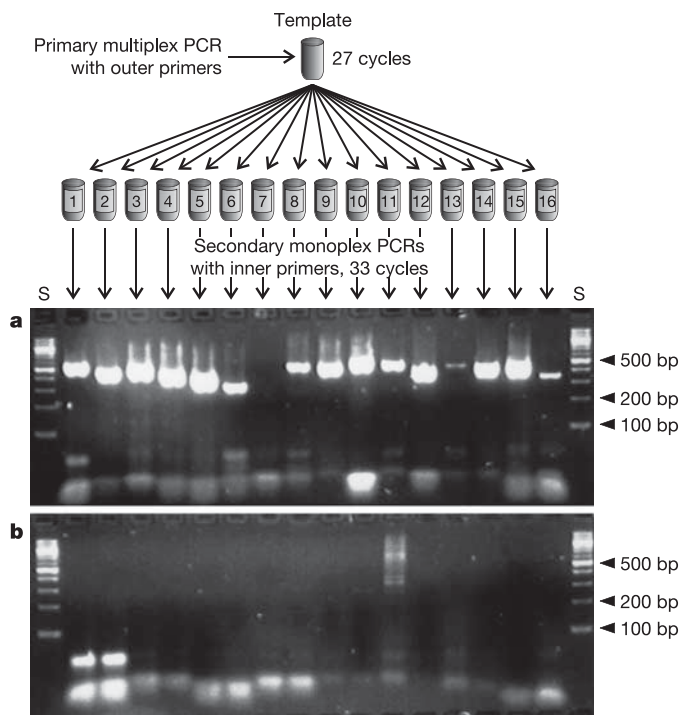 Template
Primary multiplex PCR
with outer primers
27 cycles
1 2 3 4 5 6 7 8 9 10 11 12 13 14 15 16
Secondary monoplex PCRs
with inner primers, 33 cycles
S S
a
500 bp
200 bp
100 bp
b
500 bp
200 bp
100 bp